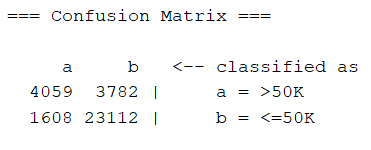 === Confusion Matrix ===
a b <-- classified as
4059 3782 | a = >50K
1608 23112 | b = <=50K